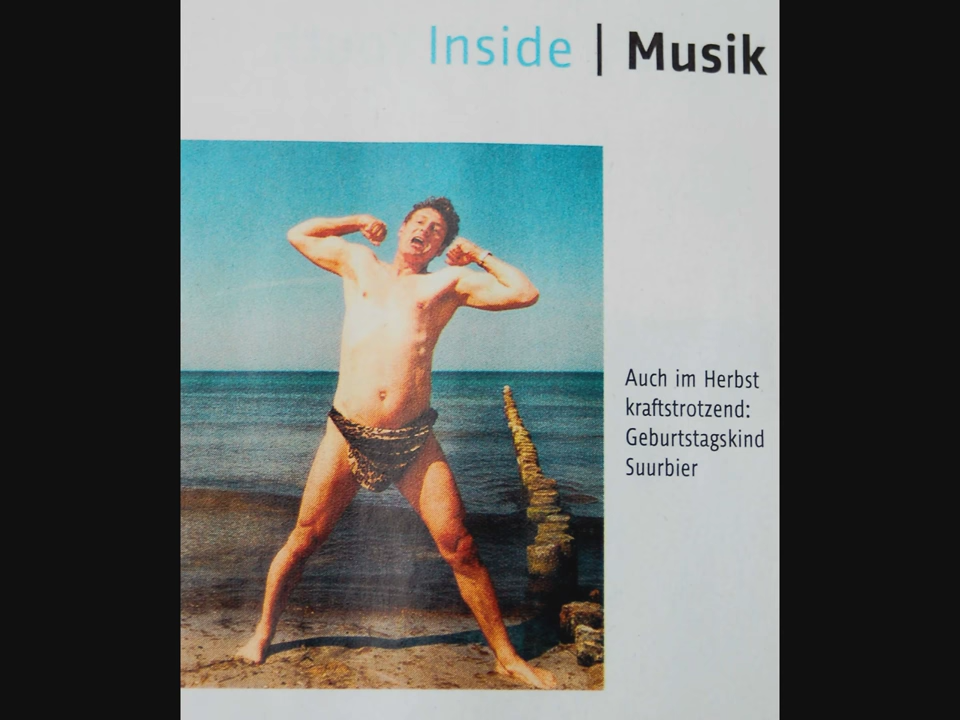 Inside | Musik
Auch im Herbst
kraftstrotzend:
Geburtstagskind
Suurbier